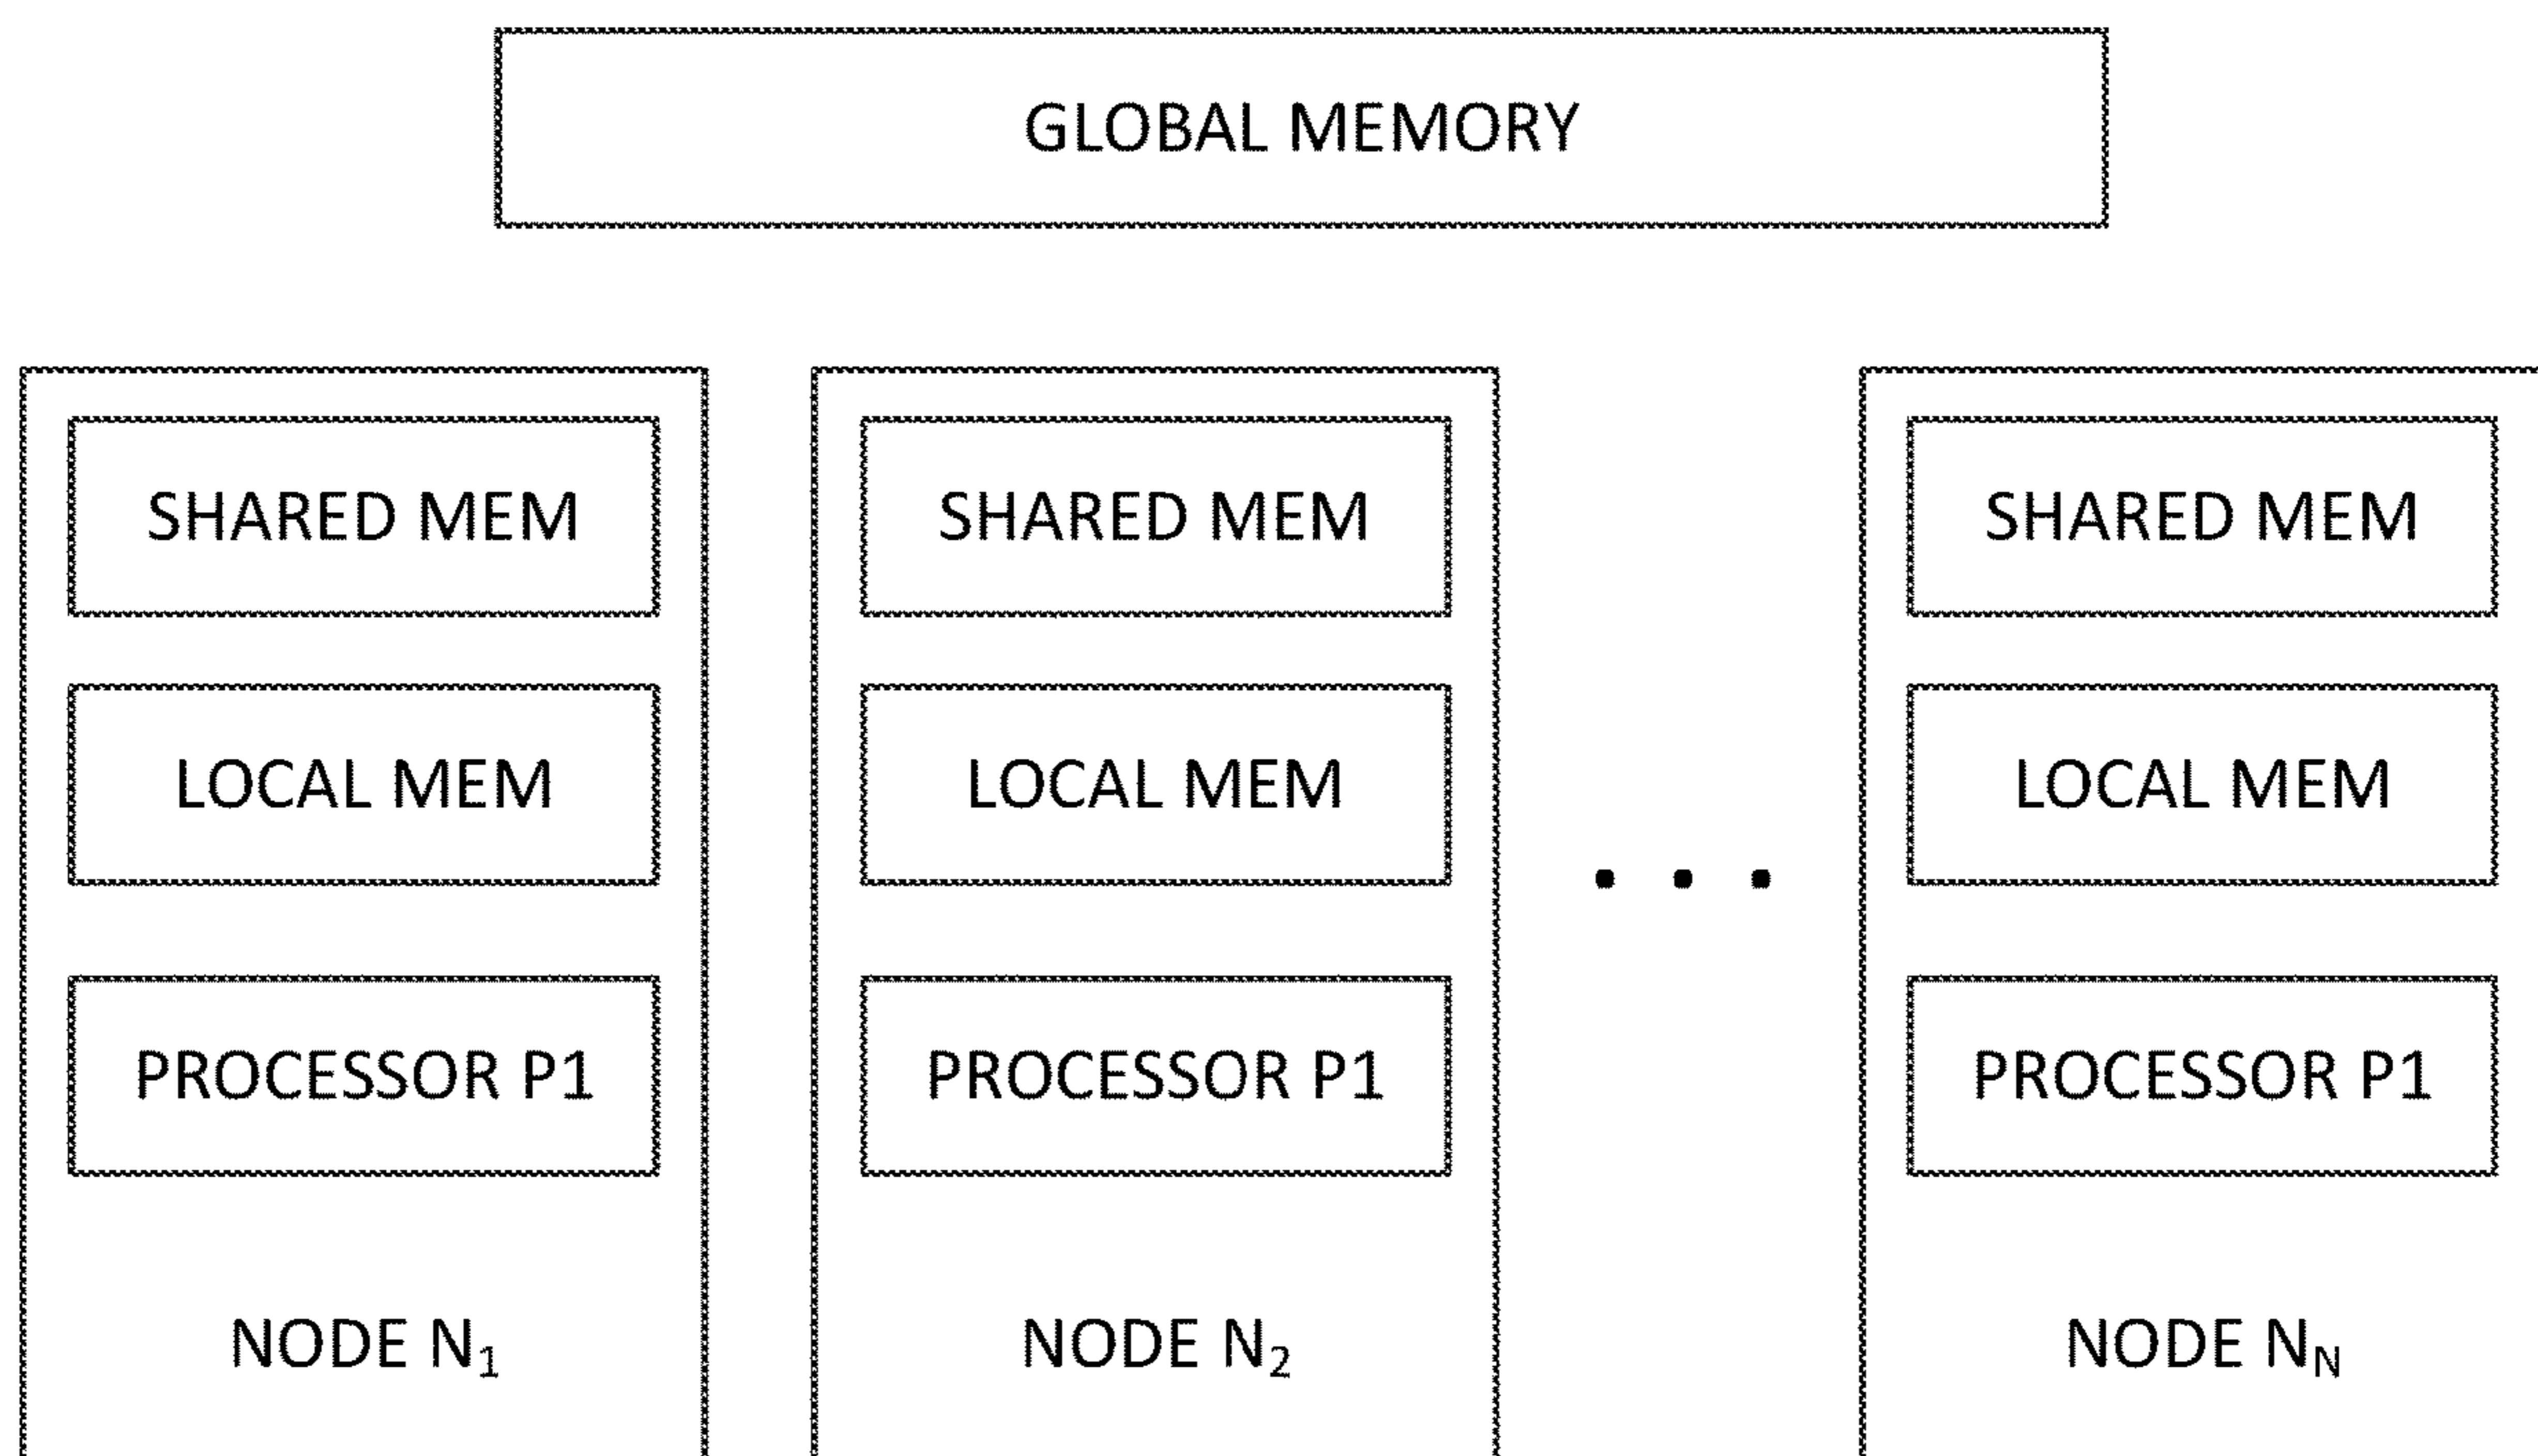 GLOBAL MEMORY
SHARED MEM
LOCAL MEM
PROCESSOR P1
NODE N₁
SHARED MEM
LOCAL MEM
PROCESSOR P1
NODE N₂
. . .
SHARED MEM
LOCAL MEM
PROCESSOR P1
NODE N_N